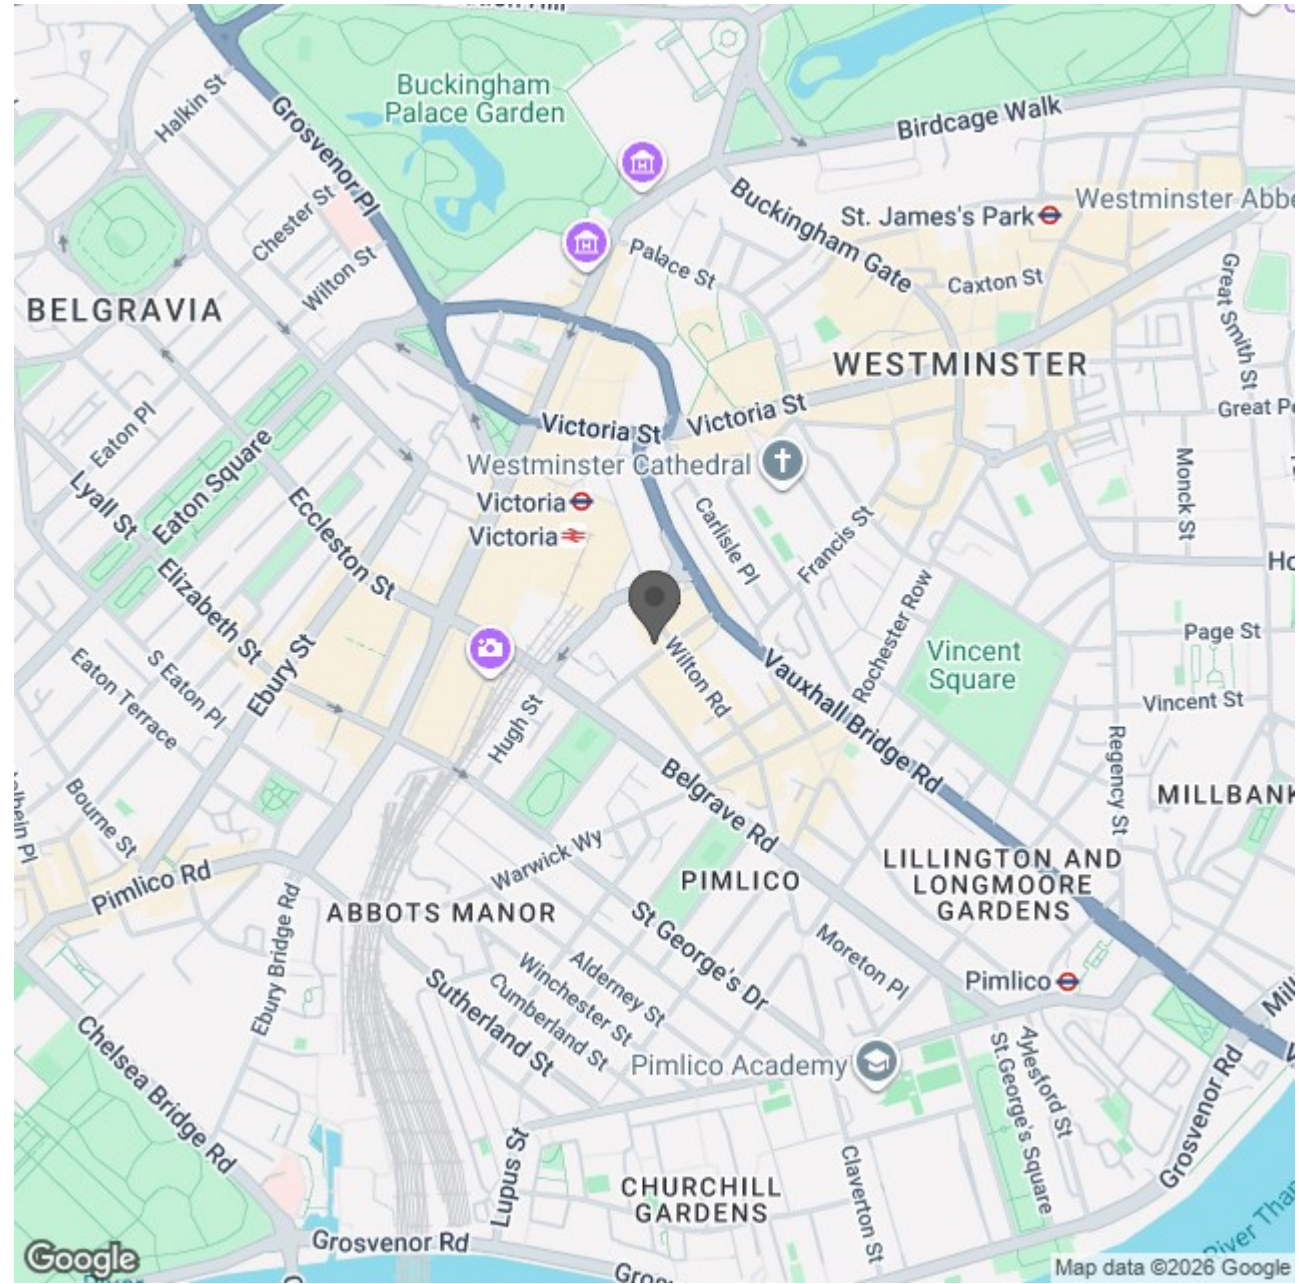 Buckingham
Palace Garden
Halkin St
Grosvenor Pl
Birdcage Walk
Buckingham Gate
St. James's Park
Westminster Abbe
Chester St
Wilton St
Palace St
Caxton St
Great Smith St
BELGRAVIA
WESTMINSTER
Victoria St
Victoria St
Great
Westminster Cathedral
Eaton Pl
Eaton Square
Lyall St
Eccleston St
Victoria
Victoria
Carlisle Pl
Francis St
Monck St
Elizabeth St
Rochester Row
Vincent
Square
Page St
Vincent St
S Eaton Pl
Eaton Terrace
Ebury St
Hugh St
Wilton Rd
Vauxhall Bridge Rd
Regency St
MILLBANK
Bourne St
Belgrave Rd
Warwick Wy
Pimlico Rd
PIMLICO
LILLINGTON AND
LONGMOORE
GARDENS
ABBOTS MANOR
Ebury Bridge Rd
St George's Dr
Moreton Pl
Alderney St
Winchester St
Cumberland St
Sutherland St
Pimlico
Pimlico Academy
Aylesford St
St.George's Square
Chelsea Bridge Rd
Grosvenor Rd
Lupus St
Claverton St
CHURCHILL
GARDENS
Grosvenor Rd
River Than
Google
Map data ©2026 Google